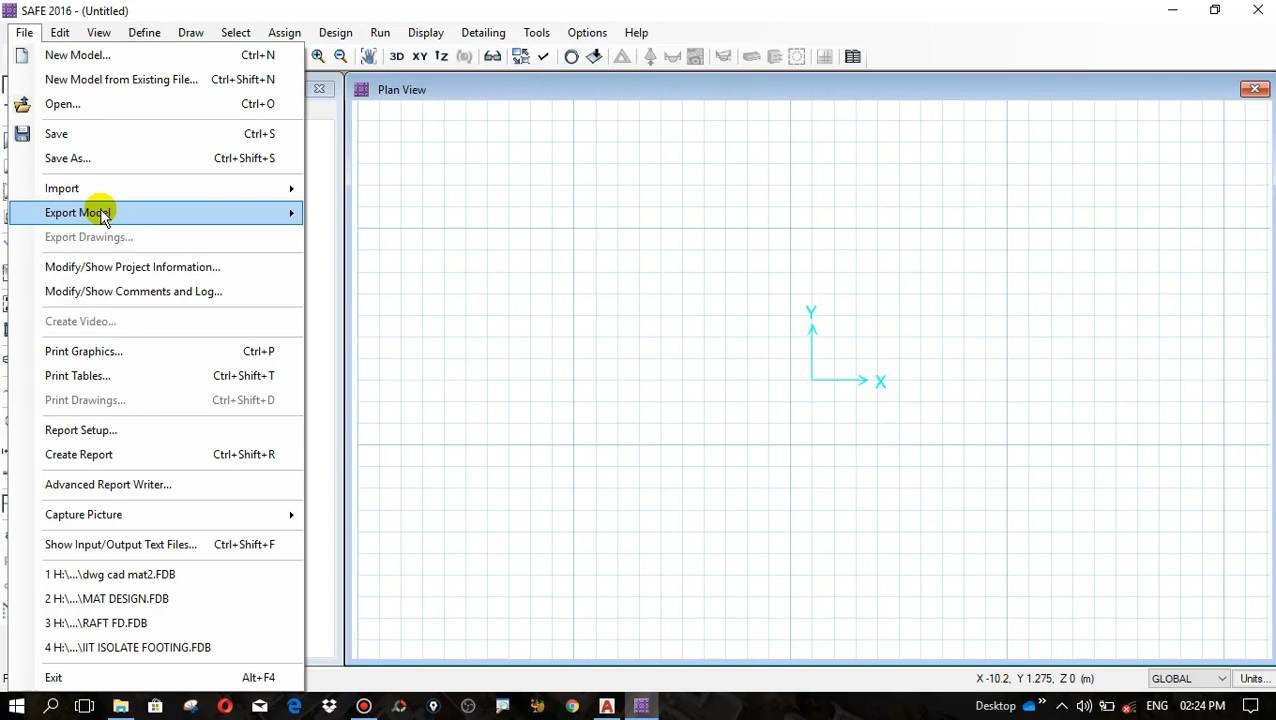 SAFE 2016 - (Untitled)
File Edit View Define Draw Select Assign Design Run Display Detailing Tools Options Help
3D XY
New Model... Ctrl+N
New Model from Existing File... Ctrl+Shift+N
Open... Ctrl+O
Save Ctrl+S
Save As... Ctrl+Shift+S
Import
Export Model
Export Drawings...
Modify/Show Project Information...
Modify/Show Comments and Log...
Create Video...
Print Graphics... Ctrl+P
Print Tables... Ctrl+Shift+T
Print Drawings... Ctrl+Shift+D
Report Setup...
Create Report Ctrl+Shift+R
Advanced Report Writer...
Capture Picture
Show Input/Output Text Files... Ctrl+Shift+F
1 H:\...\dwg cad mat2.FDB
2 H:\...\MAT DESIGN.FDB
3 H:\...\RAFT FD.FDB
4 H:\...\IIT ISOLATE FOOTING.FDB
Exit Alt+F4
Plan View
Y
X
X -10.2, Y 1.275, Z 0 (m)
GLOBAL
Units...
Desktop
ENG
02:24 PM